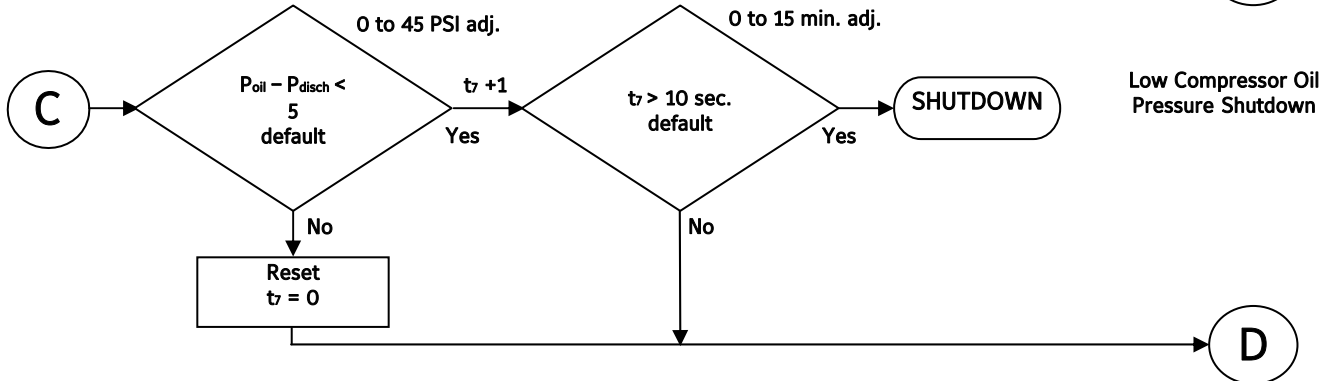 0 to 45 PSI adj.
0 to 15 min. adj.
C
Poil – Pdisch <
5
default
t7 +1
Yes
t7 > 10 sec.
default
Yes
SHUTDOWN
Low Compressor Oil
Pressure Shutdown
No
No
Reset
t7 = 0
D